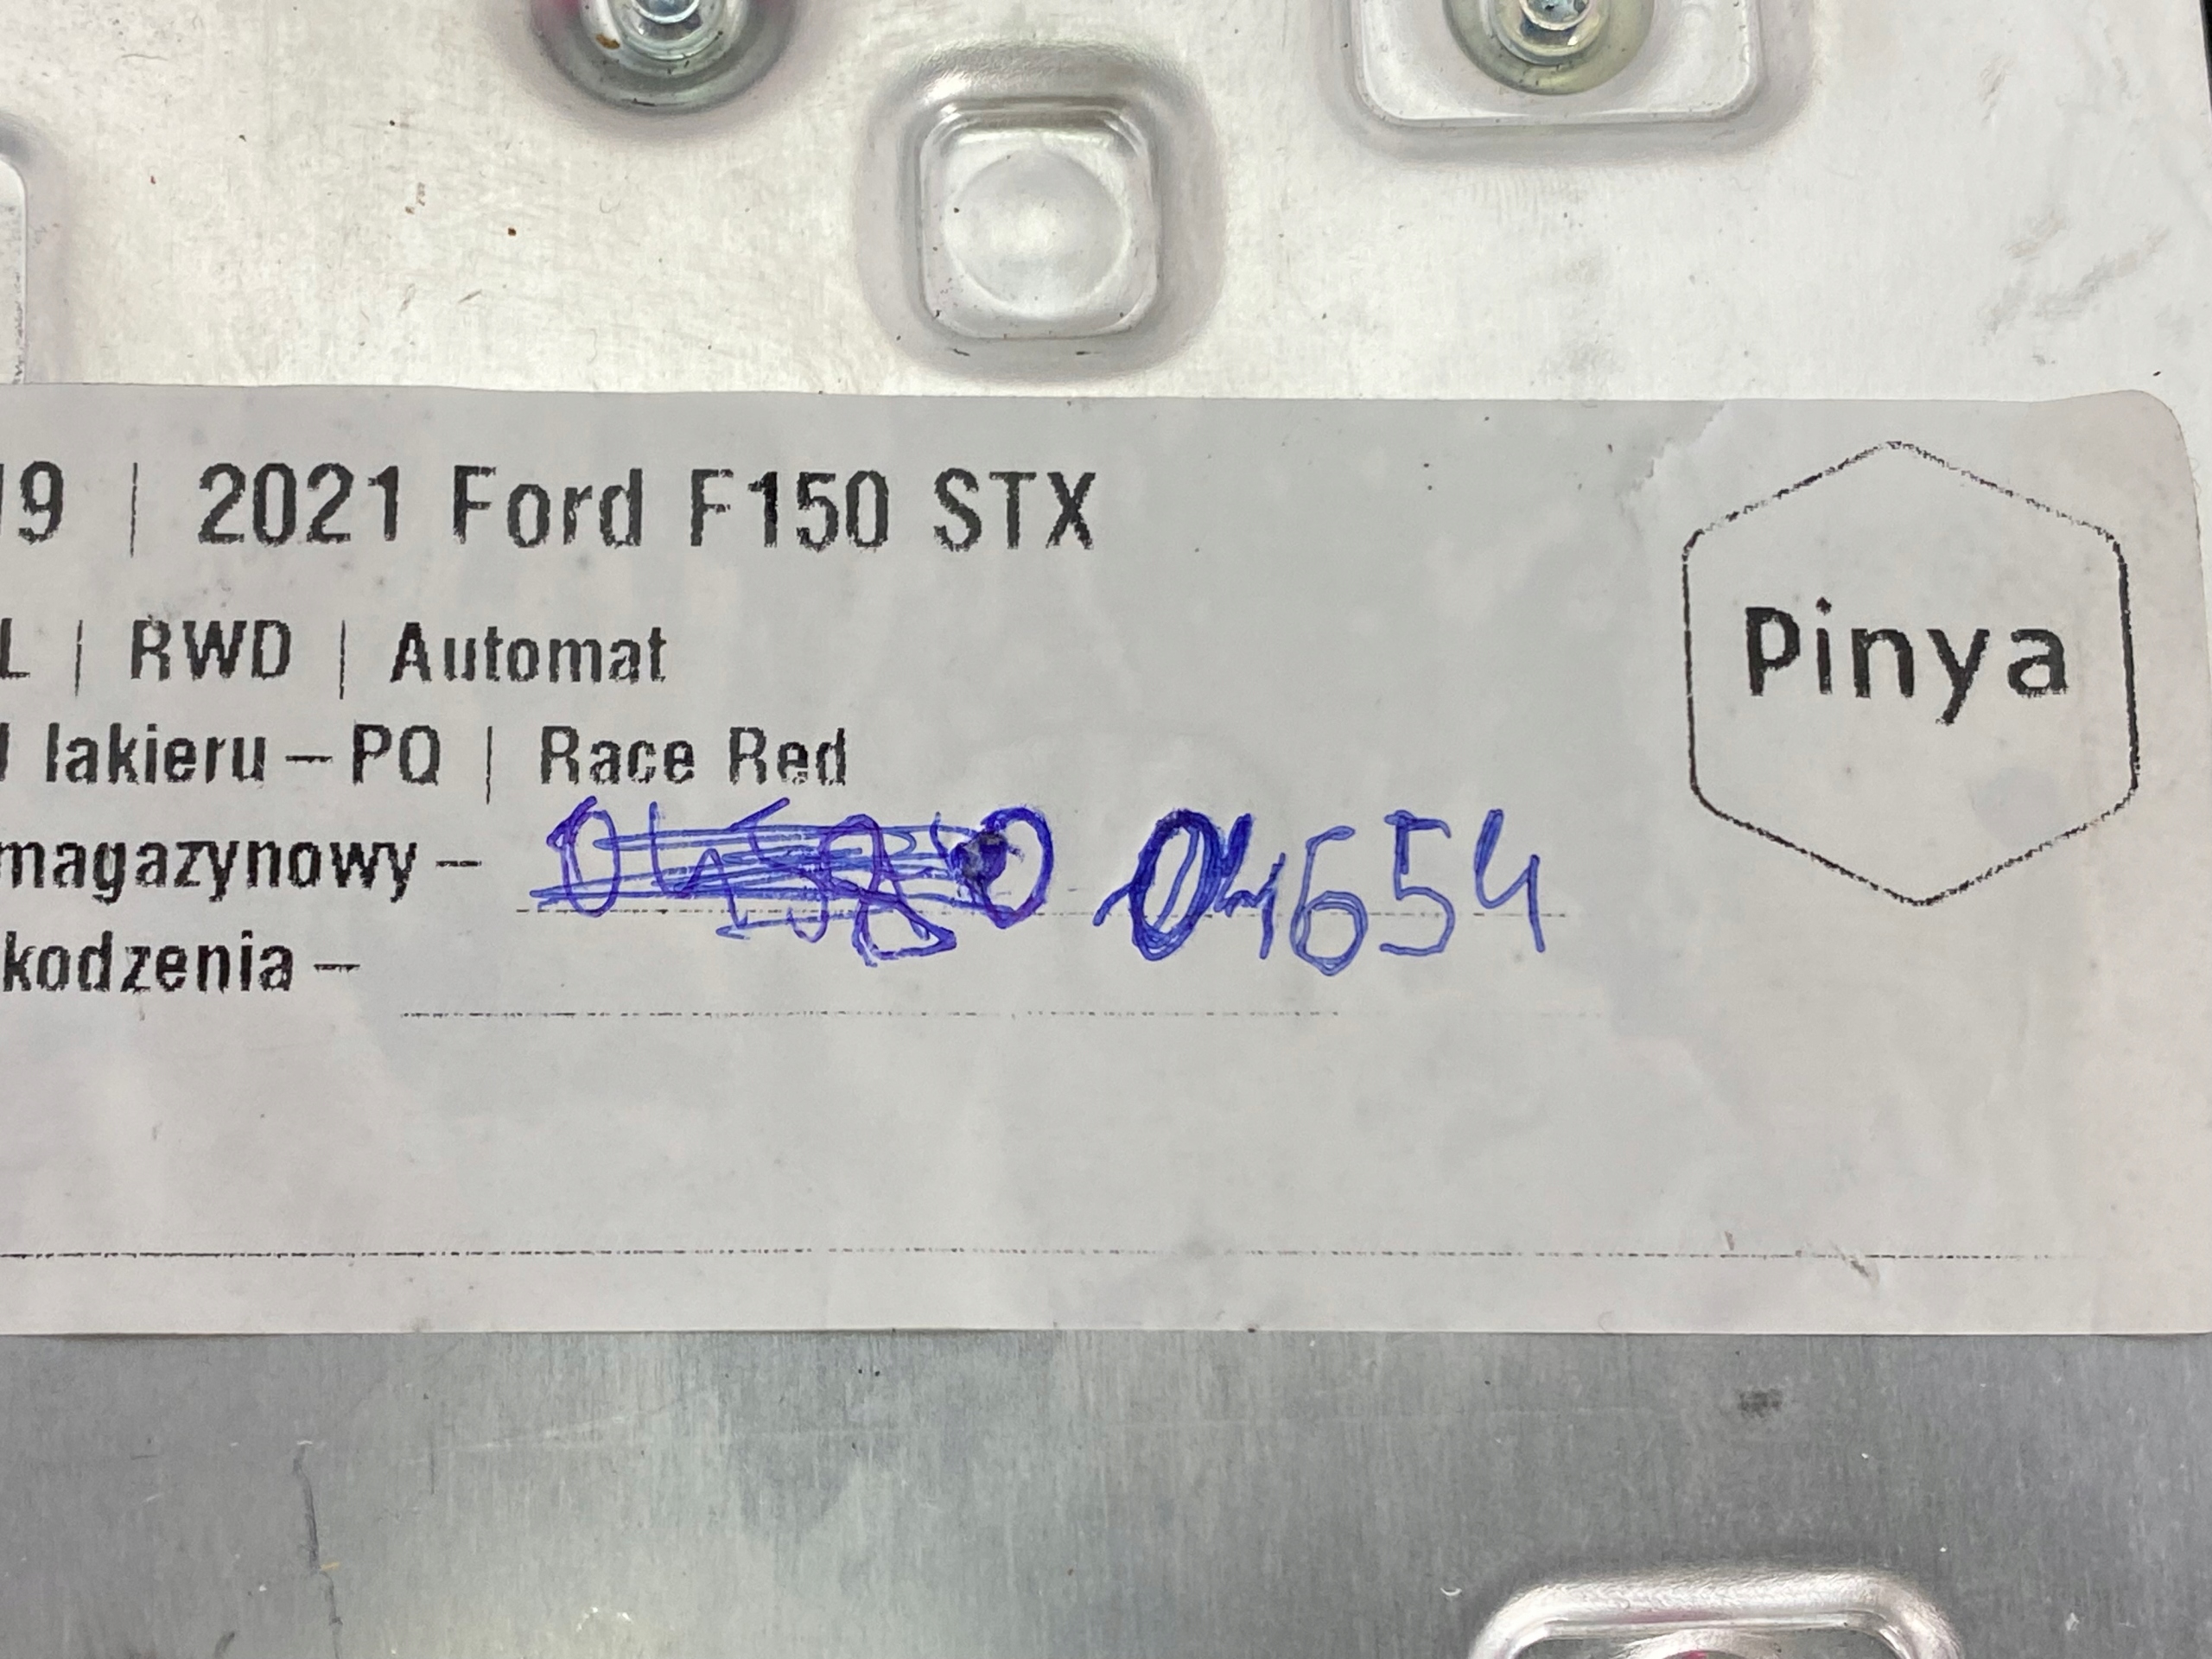 19 | 2021 Ford F150 STX
L | RWD | Automat
lakieru – PQ | Race Red
magazynowy – 04654
kodzenia –
Pinya